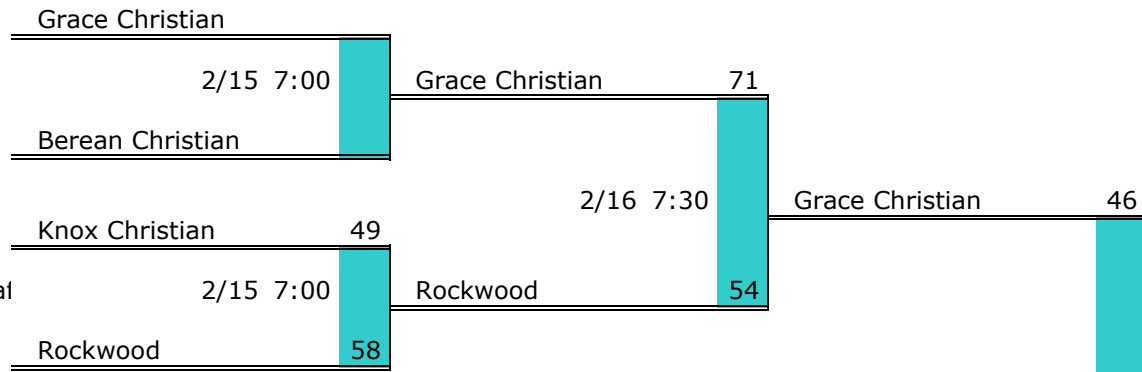 Grace Christian
2/15 7:00
Grace Christian 71
Berean Christian
2/16 7:30
Grace Christian 46
Knox Christian 49
2/15 7:00
Rockwood 54
Rockwood 58